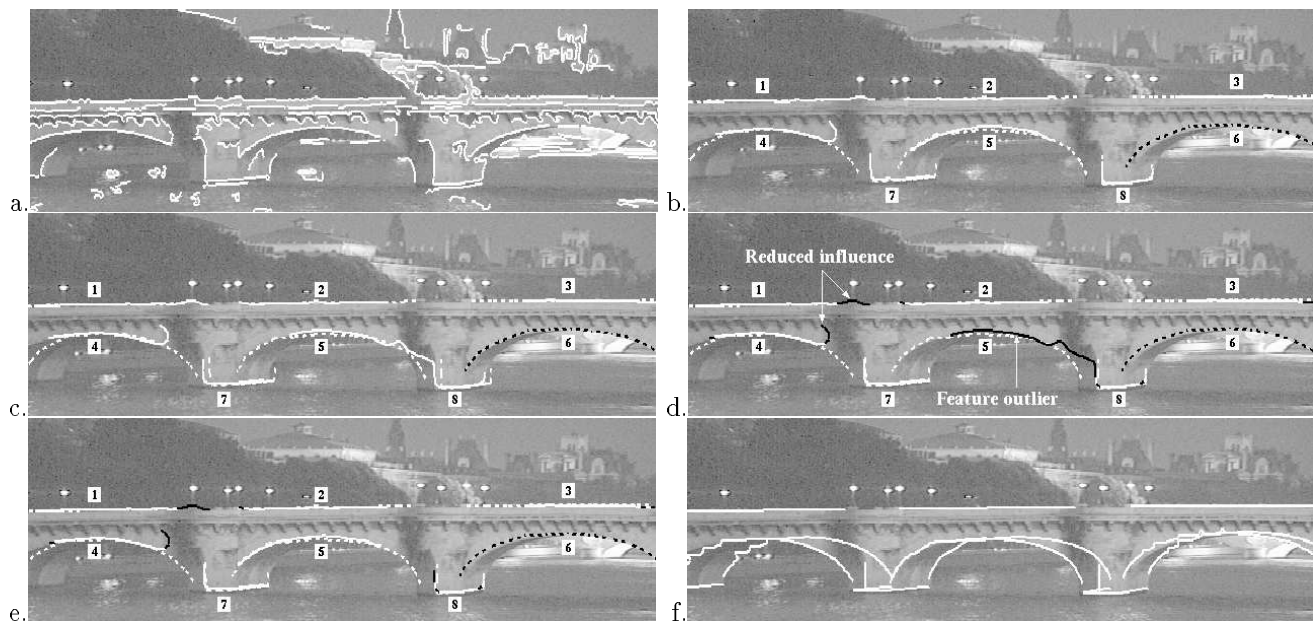 1 2 3
4 5 6
a. b. 7 8
Reduced influence
1 2 3 1 2 3
4 5 6 4 5 6
c. 7 8 d. 7 Feature outlier 8
1 2 3
4 5 6
e. 7 8 f.